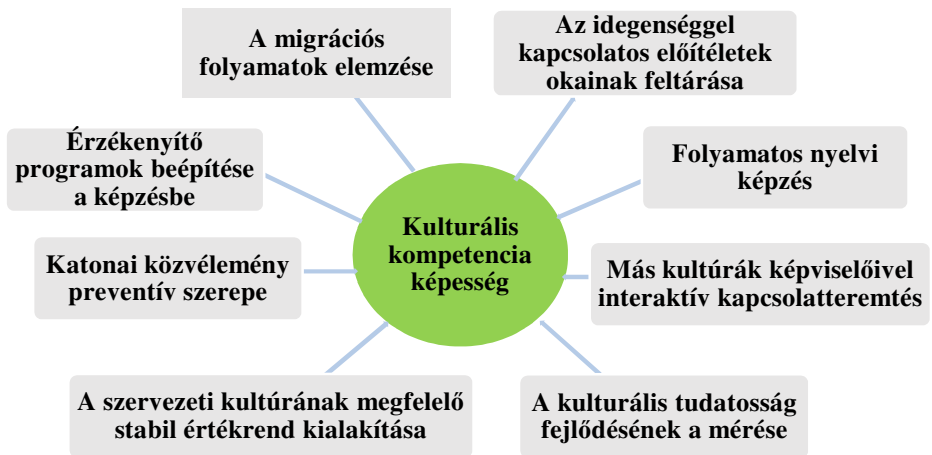 A migrációs
folyamatok elemzése
Az idegenséggel
kapcsolatos előítéletek
okainak feltárása
Érzékenyítő
programok beépítése
a képzésbe
Folyamatos nyelvi
képzés
Kulturális
kompetencia
képesség
Katonai közvélemény
preventív szerepe
Más kultúrák képviselőivel
interaktív kapcsolatteremtés
A szervezeti kultúrának megfelelő
stabil értékrend kialakítása
A kulturális tudatosság
fejlődésének a mérése